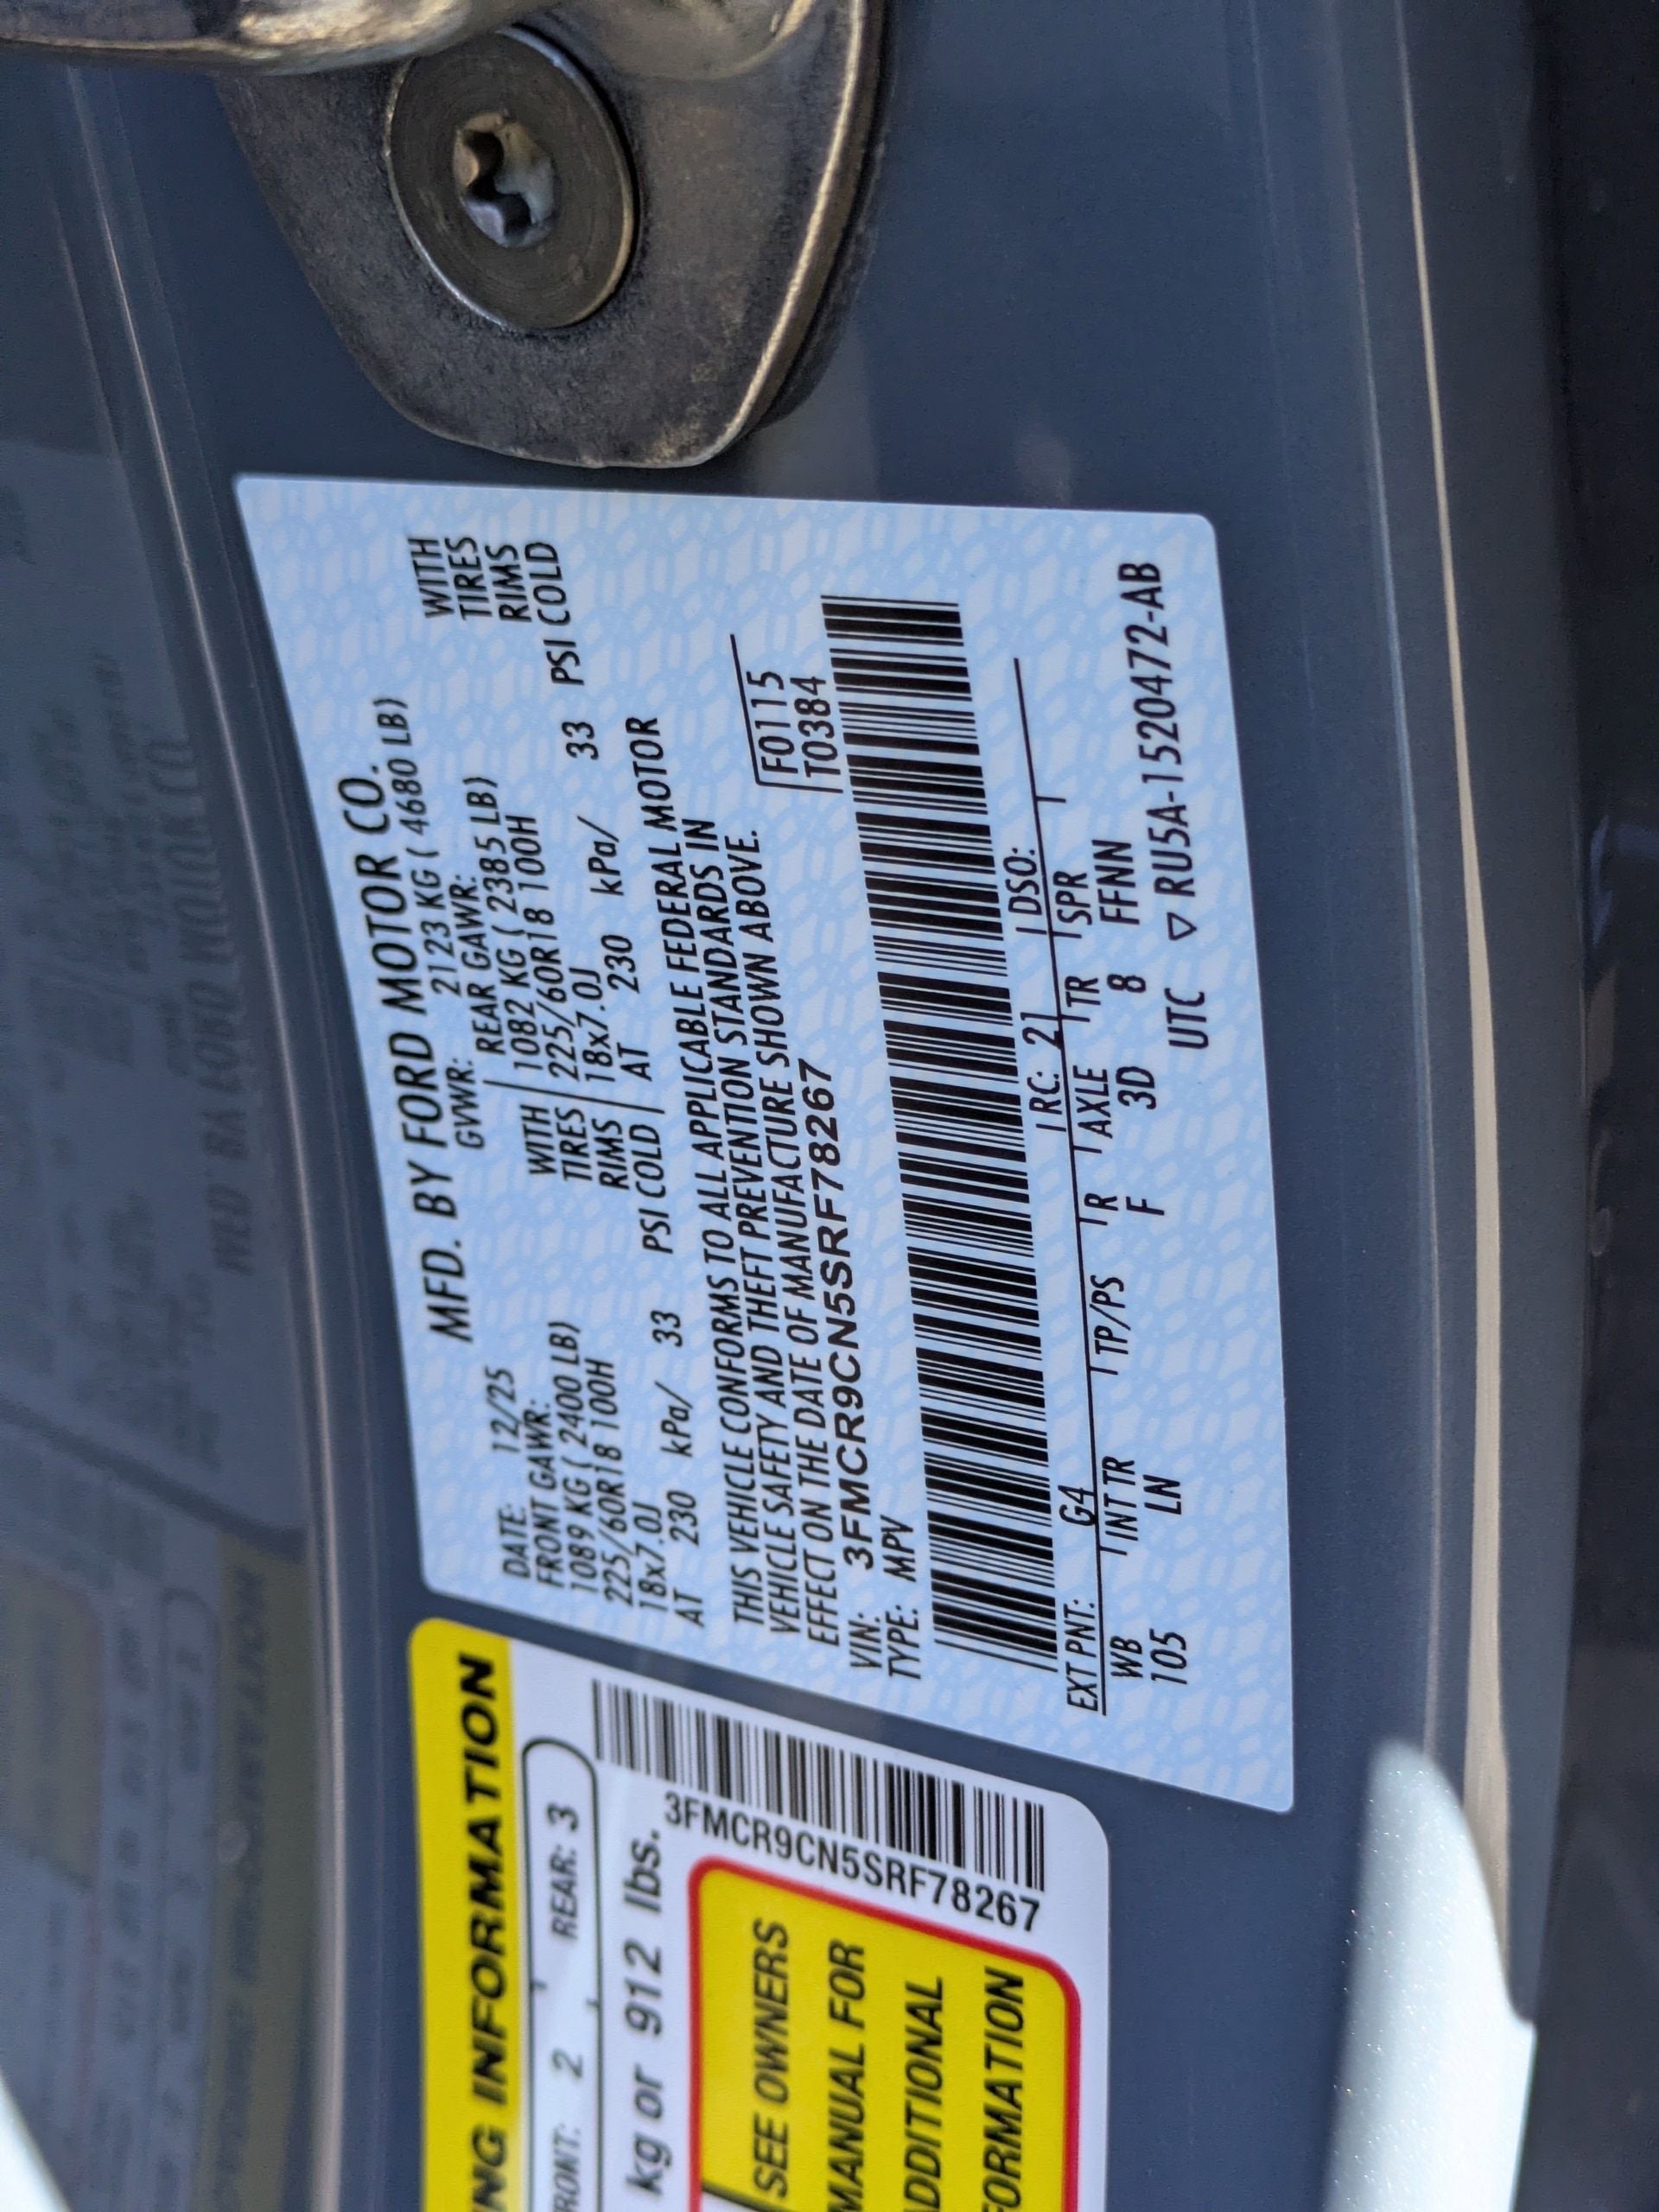 MFD. BY FORD MOTOR CO.
DATE: 12/25 GVWR: 2123 KG ( 4680 LB)
FRONT GAWR: REAR GAWR:
1089 KG ( 2400 LB) WITH 1082 KG ( 2385 LB) WITH
225/60R18 100H TIRES 225/60R18 100H TIRES
18x7.0J RIMS 18x7.0J RIMS
AT 230 kPa/ 33 PSI COLD AT 230 kPa/ 33 PSI COLD
THIS VEHICLE CONFORMS TO ALL APPLICABLE FEDERAL MOTOR
VEHICLE SAFETY AND THEFT PREVENTION STANDARDS IN
EFFECT ON THE DATE OF MANUFACTURE SHOWN ABOVE.
VIN: 3FMCR9CN5SRF78267 F0115
TYPE: MPV T0384
EXT PNT: G4 RC: 21 DSO:
WB INT TR TP/PS R AXLE TR SPR
105 LN F 3D 8 FFNN
UTC ▽ RU5A-1520472-AB
ING INFORMATION
RONT: 2 REAR: 3
kg or 912 lbs.
3FMCR9CN5SRF78267
SEE OWNERS
MANUAL FOR
ADDITIONAL
FORMATION